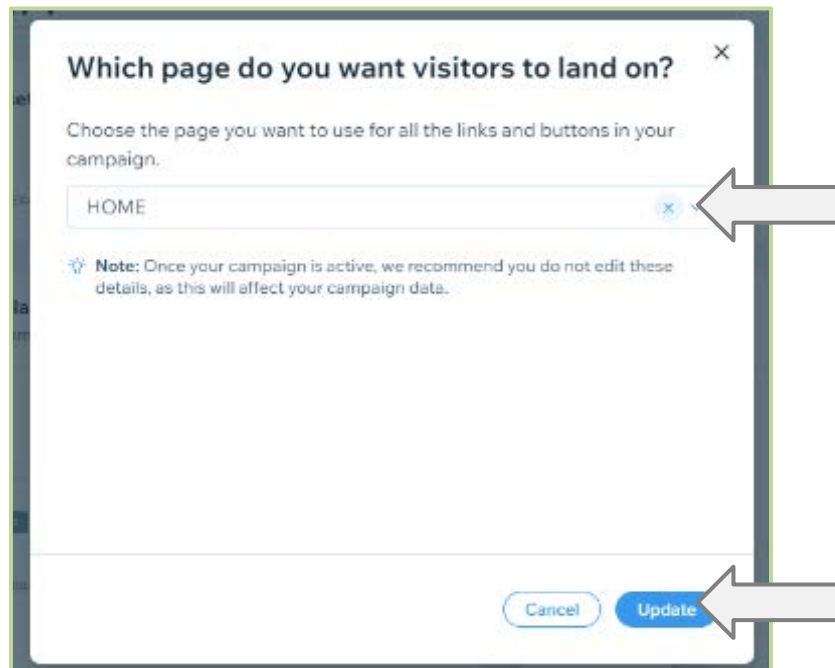 Which page do you want visitors to land on?
Choose the page you want to use for all the links and buttons in your
campaign.
HOME
Note: Once your campaign is active, we recommend you do not edit these
details, as this will affect your campaign data.
Cancel
Update